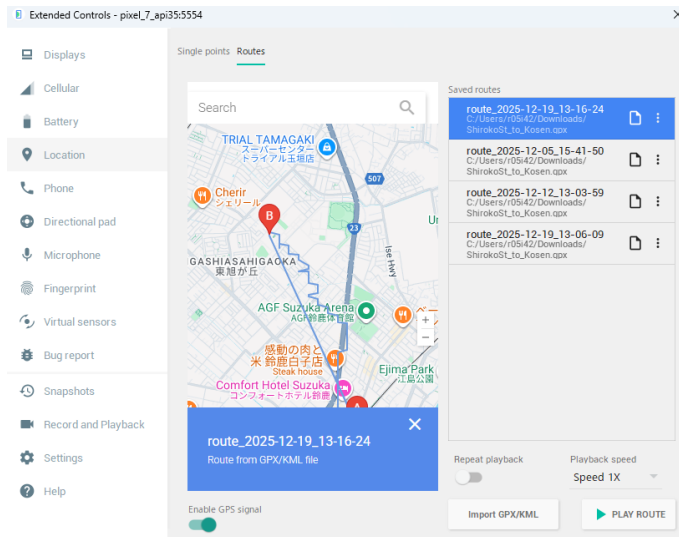 Extended Controls - pixel_7_api35:5554
Displays
Cellular
Battery
Location
Phone
Directional pad
Microphone
Fingerprint
Virtual sensors
Bug report
Snapshots
Record and Playback
Settings
Help
Single points
Routes
Search
TRIAL TAMAGAKI
スーパーセンター
トライアル玉垣店
507
Cherir
シェリール
B
23
Ur
Ise Hwy
GASHIASAHIGAOKA
東旭が丘
AGF Suzuka Arena
AGF鈴鹿体育館
ベー
感動の肉と
米 鈴鹿白子店
Steak house
Ejima Park
江島公園
Comfort Hotel Suzuka
コンフォートホテル鈴鹿
A
+
−
route_2025-12-19_13-16-24
Route from GPX/KML file
Enable GPS signal
Saved routes
route_2025-12-19_13-16-24
C:/Users/r05i42/Downloads/
ShirokoSt_to_Kosen.gpx
route_2025-12-05_15-41-50
C:/Users/r05i42/Downloads/
ShirokoSt_to_Kosen.gpx
route_2025-12-12_13-03-59
C:/Users/r05i42/Downloads/
ShirokoSt_to_Kosen.gpx
route_2025-12-19_13-06-09
C:/Users/r05i42/Downloads/
ShirokoSt_to_Kosen.gpx
Repeat playback
Playback speed
Speed 1X
Import GPX/KML
PLAY ROUTE